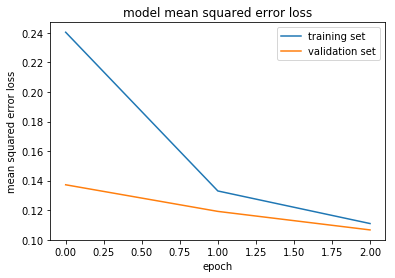 model mean squared error loss
training set
validation set
mean squared error loss
0.24
0.22
0.20
0.18
0.16
0.14
0.12
0.10
0.00 0.25 0.50 0.75 1.00 1.25 1.50 1.75 2.00
epoch